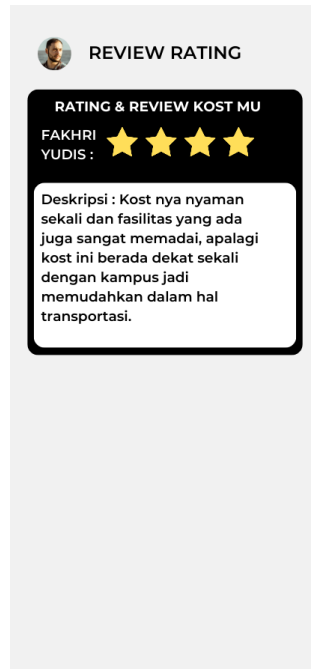 REVIEW RATING
RATING & REVIEW KOST MU
FAKHRI
YUDIS :
Deskripsi : Kost nya nyaman
sekali dan fasilitas yang ada
juga sangat memadai, apalagi
kost ini berada dekat sekali
dengan kampus jadi
memudahkan dalam hal
transportasi.